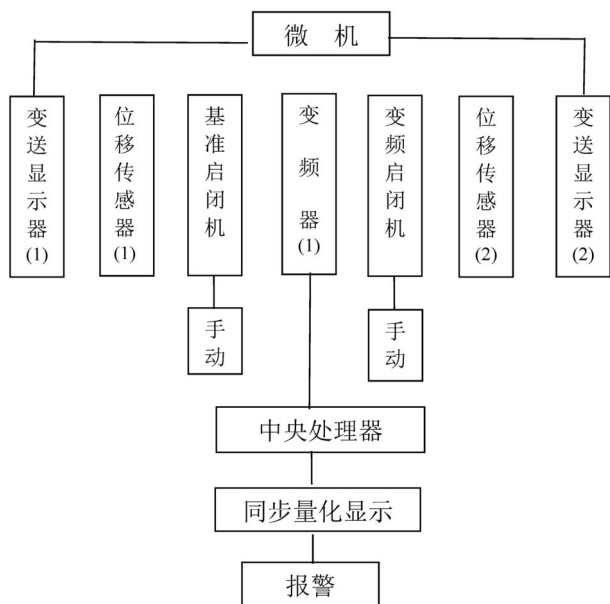 微 机
变送显示器(1)
位移传感器(1)
基准启闭机
变频器(1)
变频启闭机
位移传感器(2)
变送显示器(2)
手动
手动
中央处理器
同步量化显示
报警